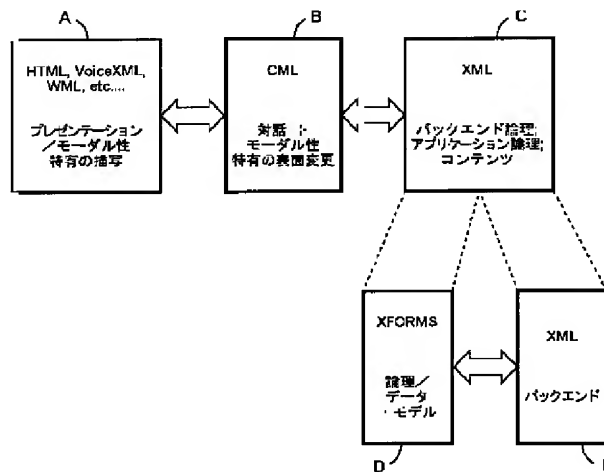 A
B
C
HTML, VoiceXML,
WML, etc....
プレゼンテーション
／モーダル性
特有の描写
CML
対話
モーダル性
特有の表面変更
XML
バックエンド論理;
アプリケーション論理;
コンテンツ
XFORMS
論理／
データ
・モデル
XML
バックエンド
D